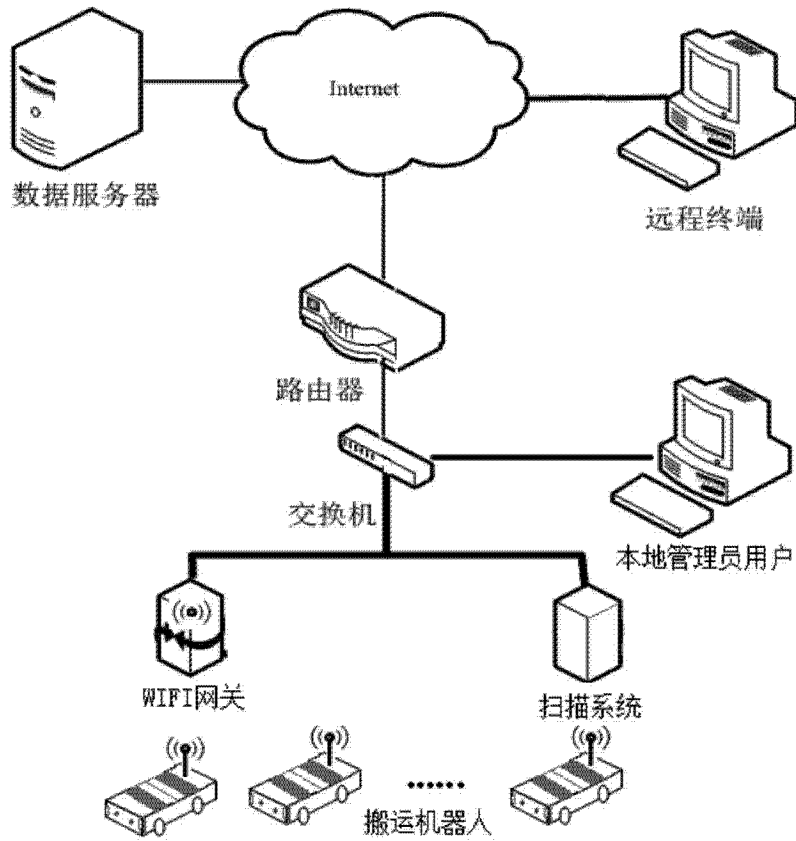 Internet
数据服务器
远程终端
路由器
交换机
本地管理员用户
WIFI网关
扫描系统
······
搬运机器人